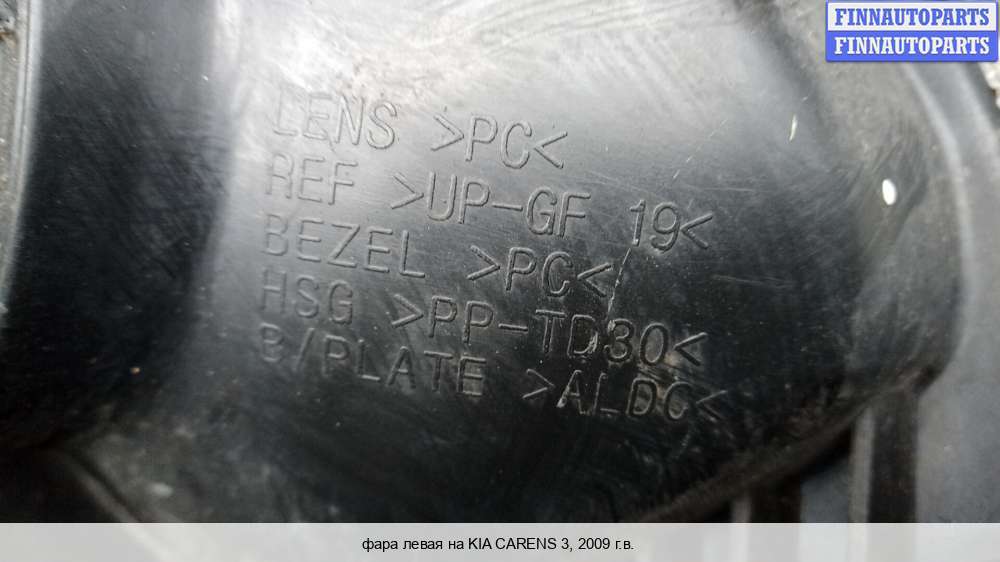 FINNAUTOPARTS
FINNAUTOPARTS
LENS >PC<
REF >UP-GF 19<
BEZEL >PC<
HSG >PP-TD30<
B/PLATE >ALDC<
фара левая на KIA CARENS 3, 2009 г.в.